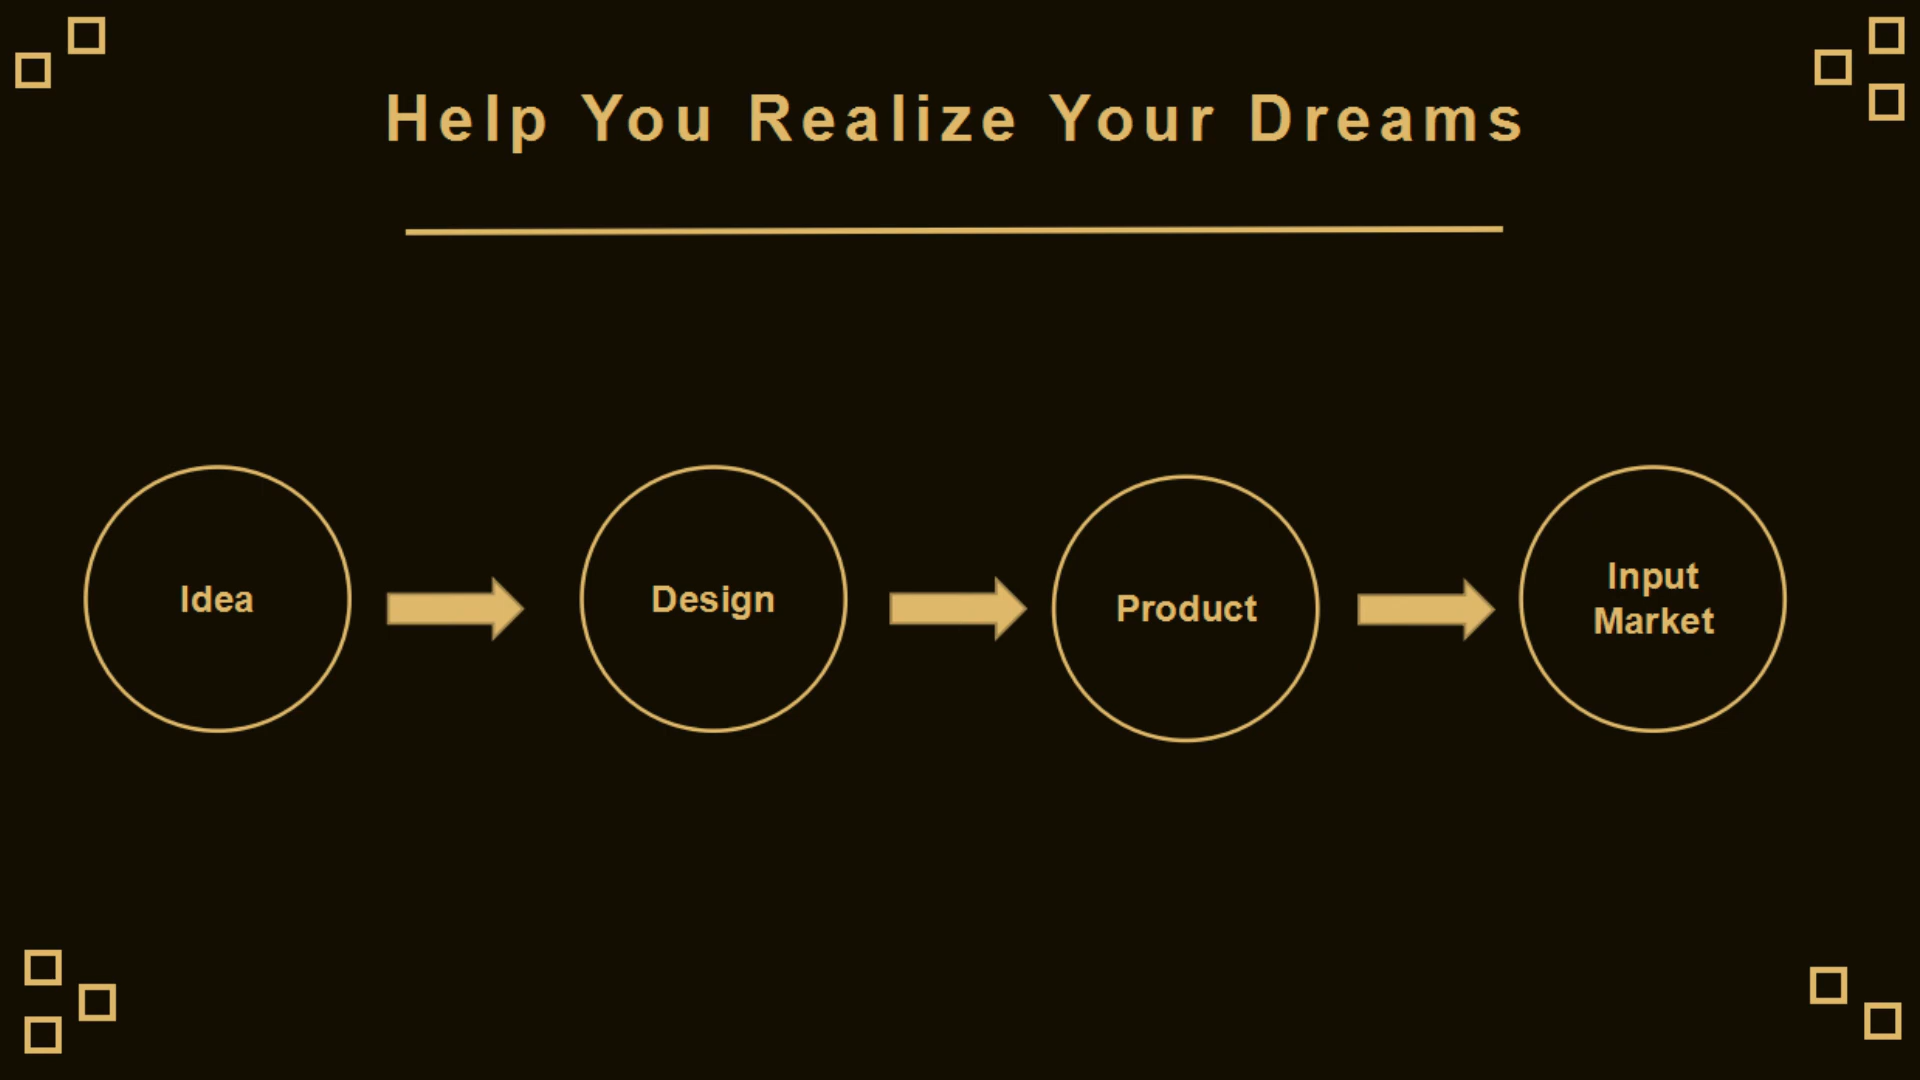 Help You Realize Your Dreams
Idea
Design
Product
Input
Market